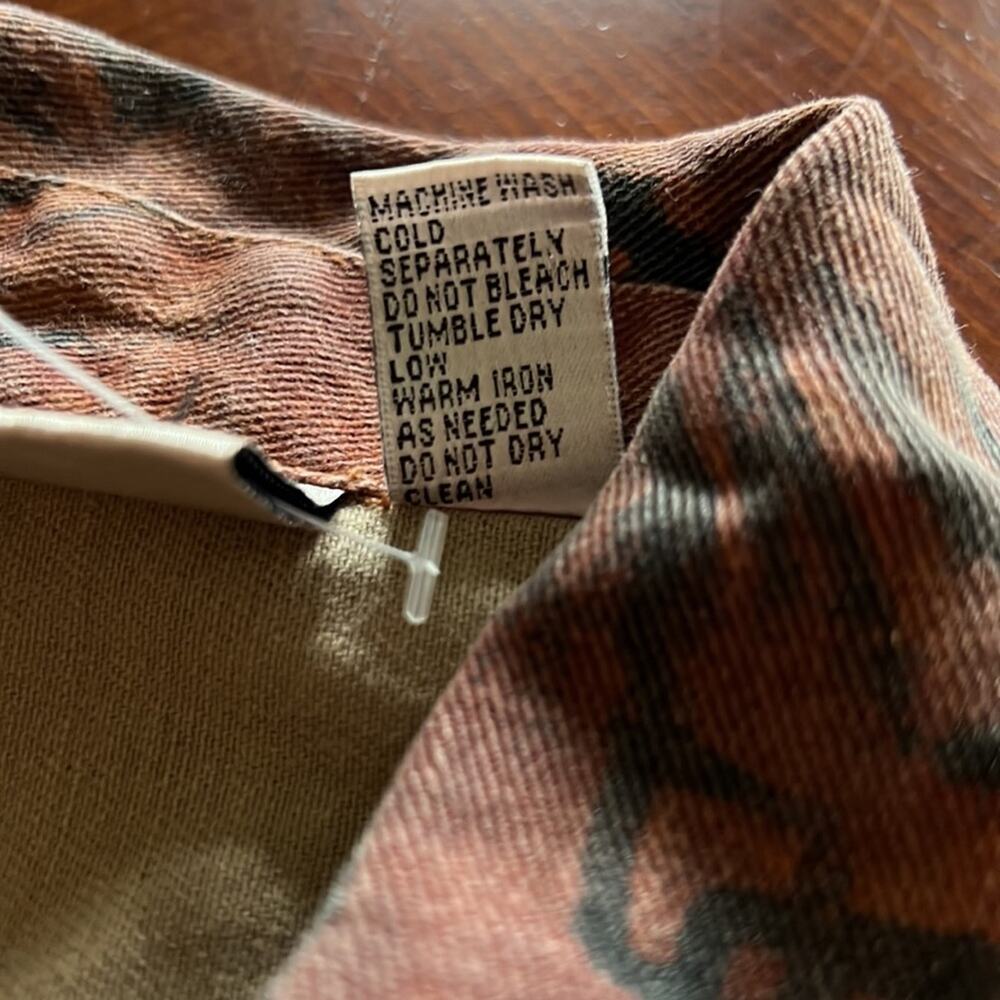 MACHINE WASH
COLD
SEPARATELY
DO NOT BLEACH
TUMBLE DRY
LOW
WARM IRON
AS NEEDED
DO NOT DRY
CLEAN